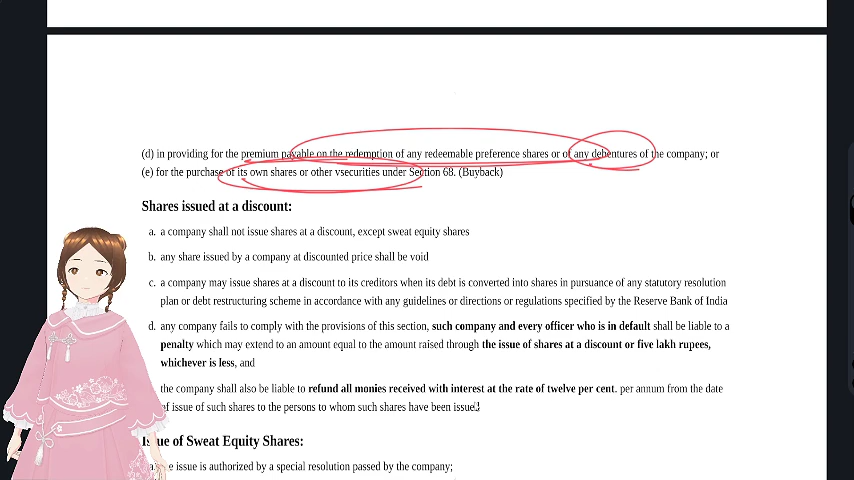 (d) in providing for the premium payable on the redemption of any redeemable preference shares or of any debentures of the company; or
(e) for the purchase of its own shares or other vsecurities under Section 68. (Buyback)
Shares issued at a discount:
a. a company shall not issue shares at a discount, except sweat equity shares
b. any share issued by a company at discounted price shall be void
c. a company may issue shares at a discount to its creditors when its debt is converted into shares in pursuance of any statutory resolution
plan or debt restructuring scheme in accordance with any guidelines or directions or regulations specified by the Reserve Bank of India
d. any company fails to comply with the provisions of this section, such company and every officer who is in default shall be liable to a
penalty which may extend to an amount equal to the amount raised through the issue of shares at a discount or five lakh rupees,
whichever is less, and
the company shall also be liable to refund all monies received with interest at the rate of twelve per cent. per annum from the date
of issue of such shares to the persons to whom such shares have been issued
Issue of Sweat Equity Shares:
issue is authorized by a special resolution passed by the company;